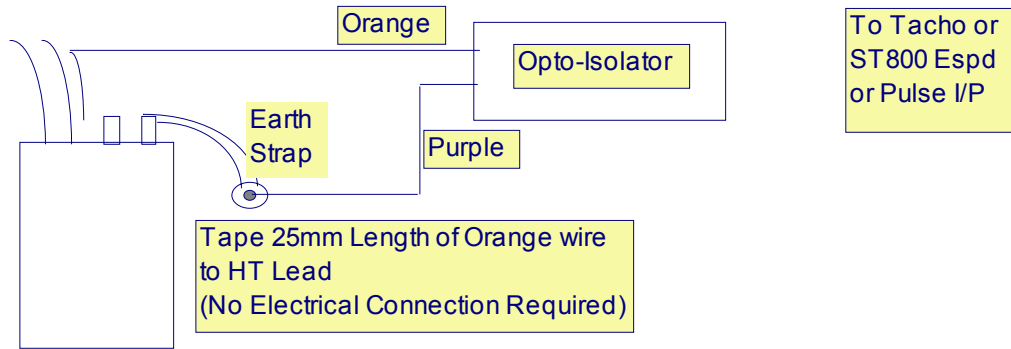 Orange
Opto-Isolator
To Tacho or
ST800 Espd
or Pulse I/P
Earth
Strap
Purple
Tape 25mm Length of Orange wire
to HT Lead
(No Electrical Connection Required)